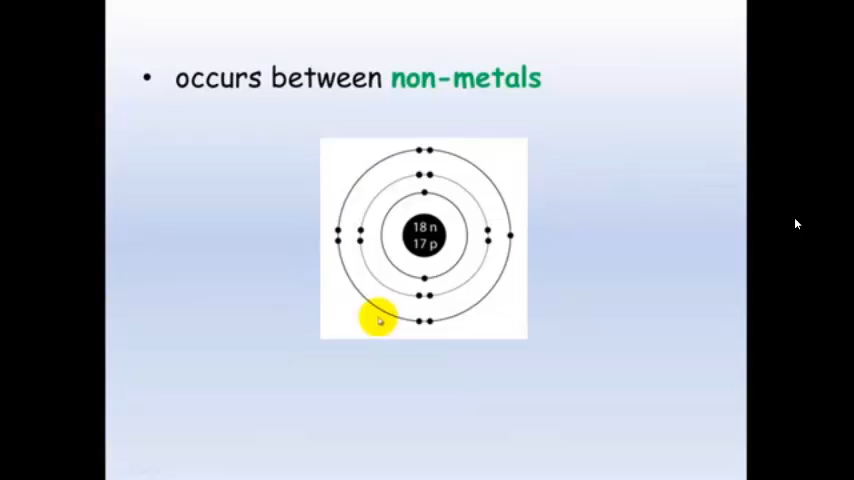 • occurs between non-metals
18 n
17 p